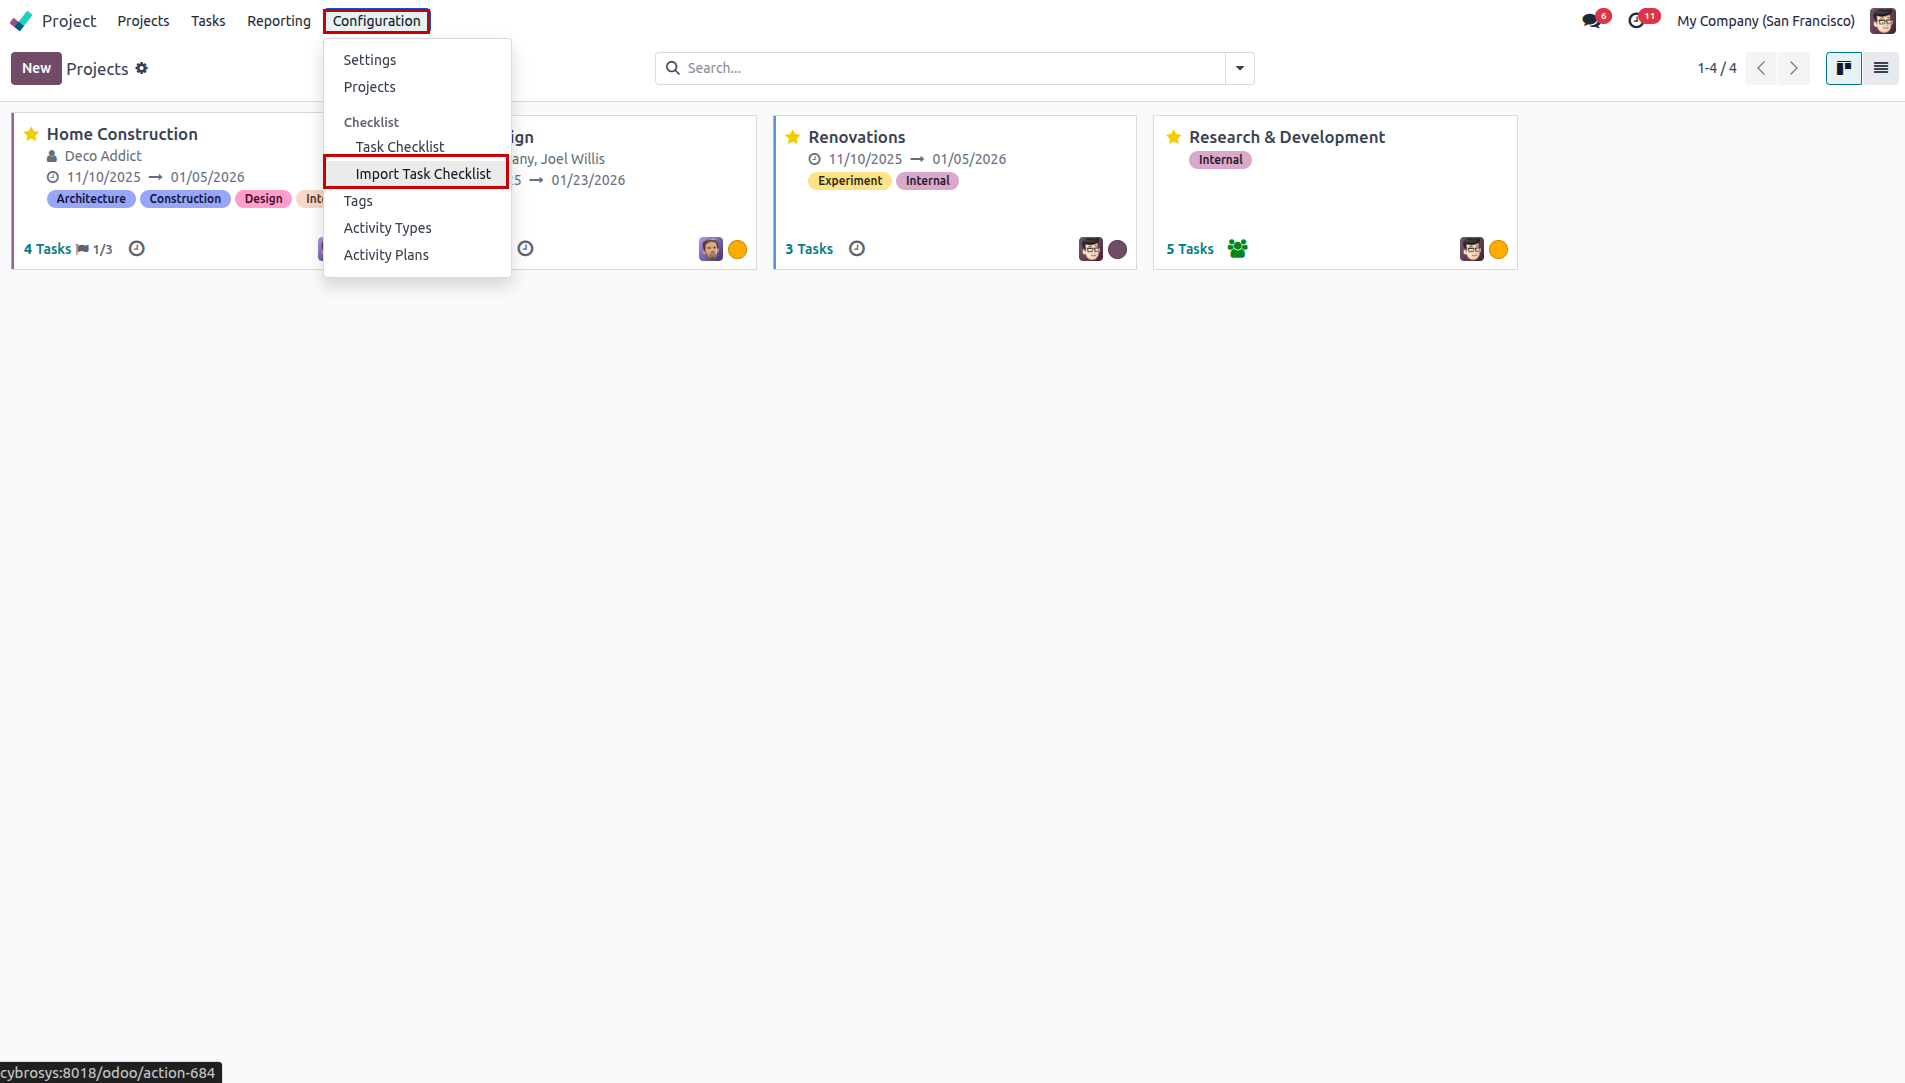 Project Projects Tasks Reporting Configuration 6 11 My Company (San Francisco)
New Projects Search... 1-4 / 4
Settings
Projects
Checklist
Task Checklist
Import Task Checklist
Tags
Activity Types
Activity Plans
Home Construction
Deco Addict
11/10/2025 → 01/05/2026
Architecture Construction Design
4 Tasks 1/3
Joel Willis
→ 01/23/2026
Renovations
11/10/2025 → 01/05/2026
Experiment Internal
3 Tasks
Research & Development
Internal
5 Tasks
cybrosys:8018/odoo/action-684